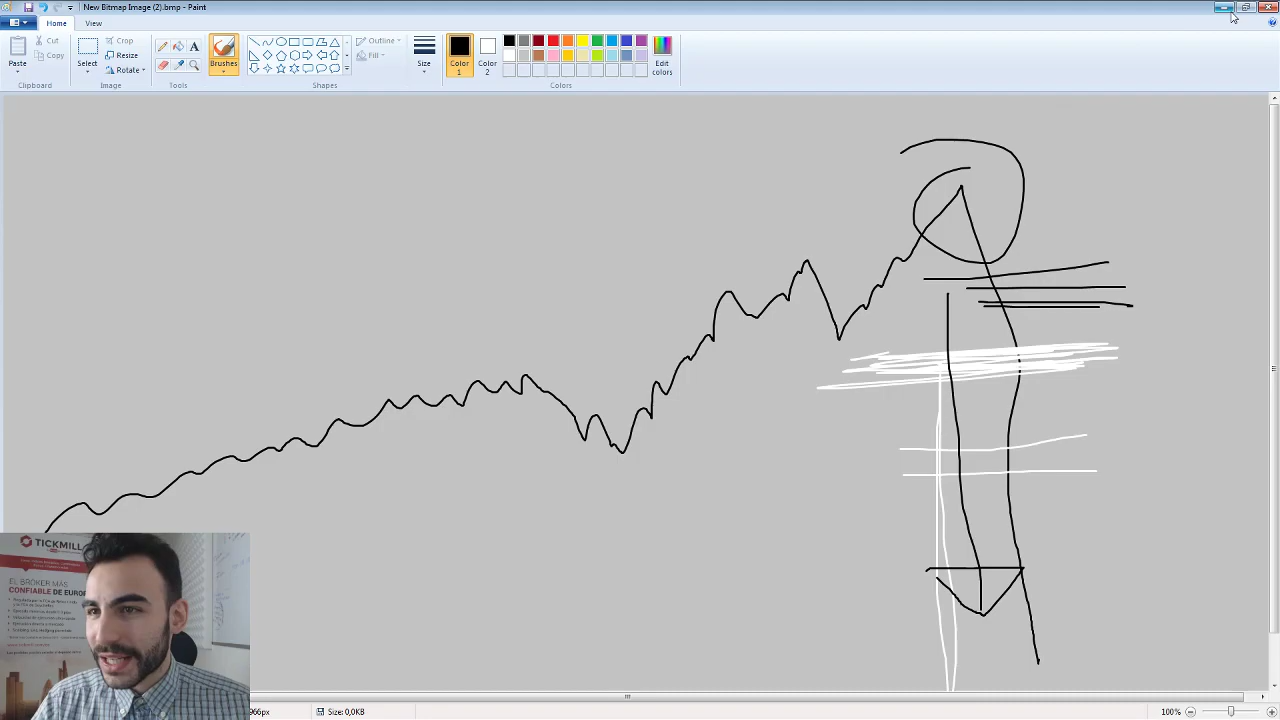 New Bitmap Image (2).bmp - Paint
Home
View
Paste
Cut
Copy
Clipboard
Select
Crop
Resize
Rotate
Image
A
Tools
Brushes
Outline
Fill
Shapes
Size
Color
1
Color
2
Edit
colors
Colors
TICKMILL
EL BROKER MÁS
CONFIABLE DE EUROPA
966px
Size: 0,0KB
100%